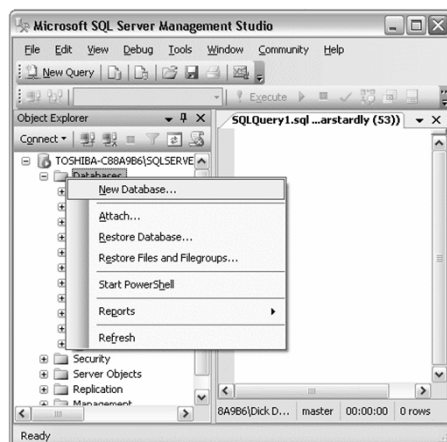 Microsoft SQL Server Management Studio
File Edit View Debug Tools Window Community Help
New Query
Execute
Object Explorer
SQLQuery1.sql ...arstardly (53))
Connect
TOSHIBA-C88A9B6\SQLSERVE
Databases
New Database...
Attach...
Restore Database...
Restore Files and Filegroups...
Start PowerShell
Reports
Refresh
Security
Server Objects
Replication
Management
8A9B6\Dick D... master 00:00:00 0 rows
Ready